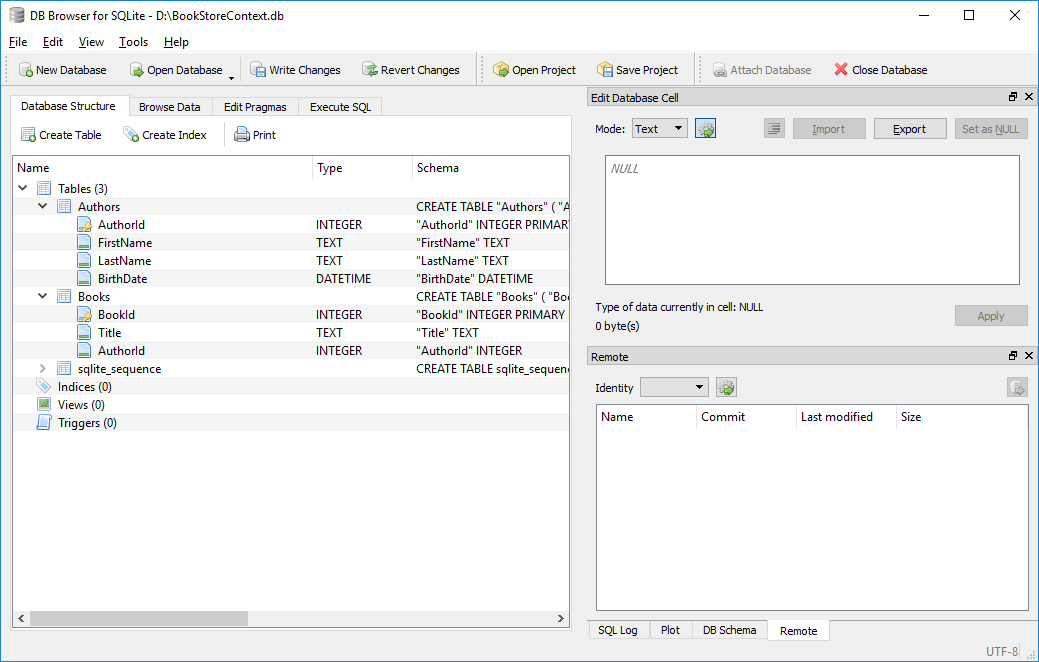 DB Browser for SQLite - D:\BookStoreContext.db
File Edit View Tools Help
New Database Open Database Write Changes Revert Changes Open Project Save Project Attach Database Close Database
Database Structure Browse Data Edit Pragmas Execute SQL
Create Table Create Index Print
Name Type Schema
Tables (3)
Authors CREATE TABLE "Authors" ( "A
AuthorId INTEGER "AuthorId" INTEGER PRIMARY
FirstName TEXT "FirstName" TEXT
LastName TEXT "LastName" TEXT
BirthDate DATETIME "BirthDate" DATETIME
Books CREATE TABLE "Books" ( "Boo
BookId INTEGER "BookId" INTEGER PRIMARY
Title TEXT "Title" TEXT
AuthorId INTEGER "AuthorId" INTEGER
sqlite_sequence CREATE TABLE sqlite_sequenc
Indices (0)
Views (0)
Triggers (0)
Edit Database Cell
Mode: Text Import Export Set as NULL
NULL
Type of data currently in cell: NULL
0 byte(s)
Apply
Remote
Identity
Name Commit Last modified Size
SQL Log Plot DB Schema Remote
UTF-8